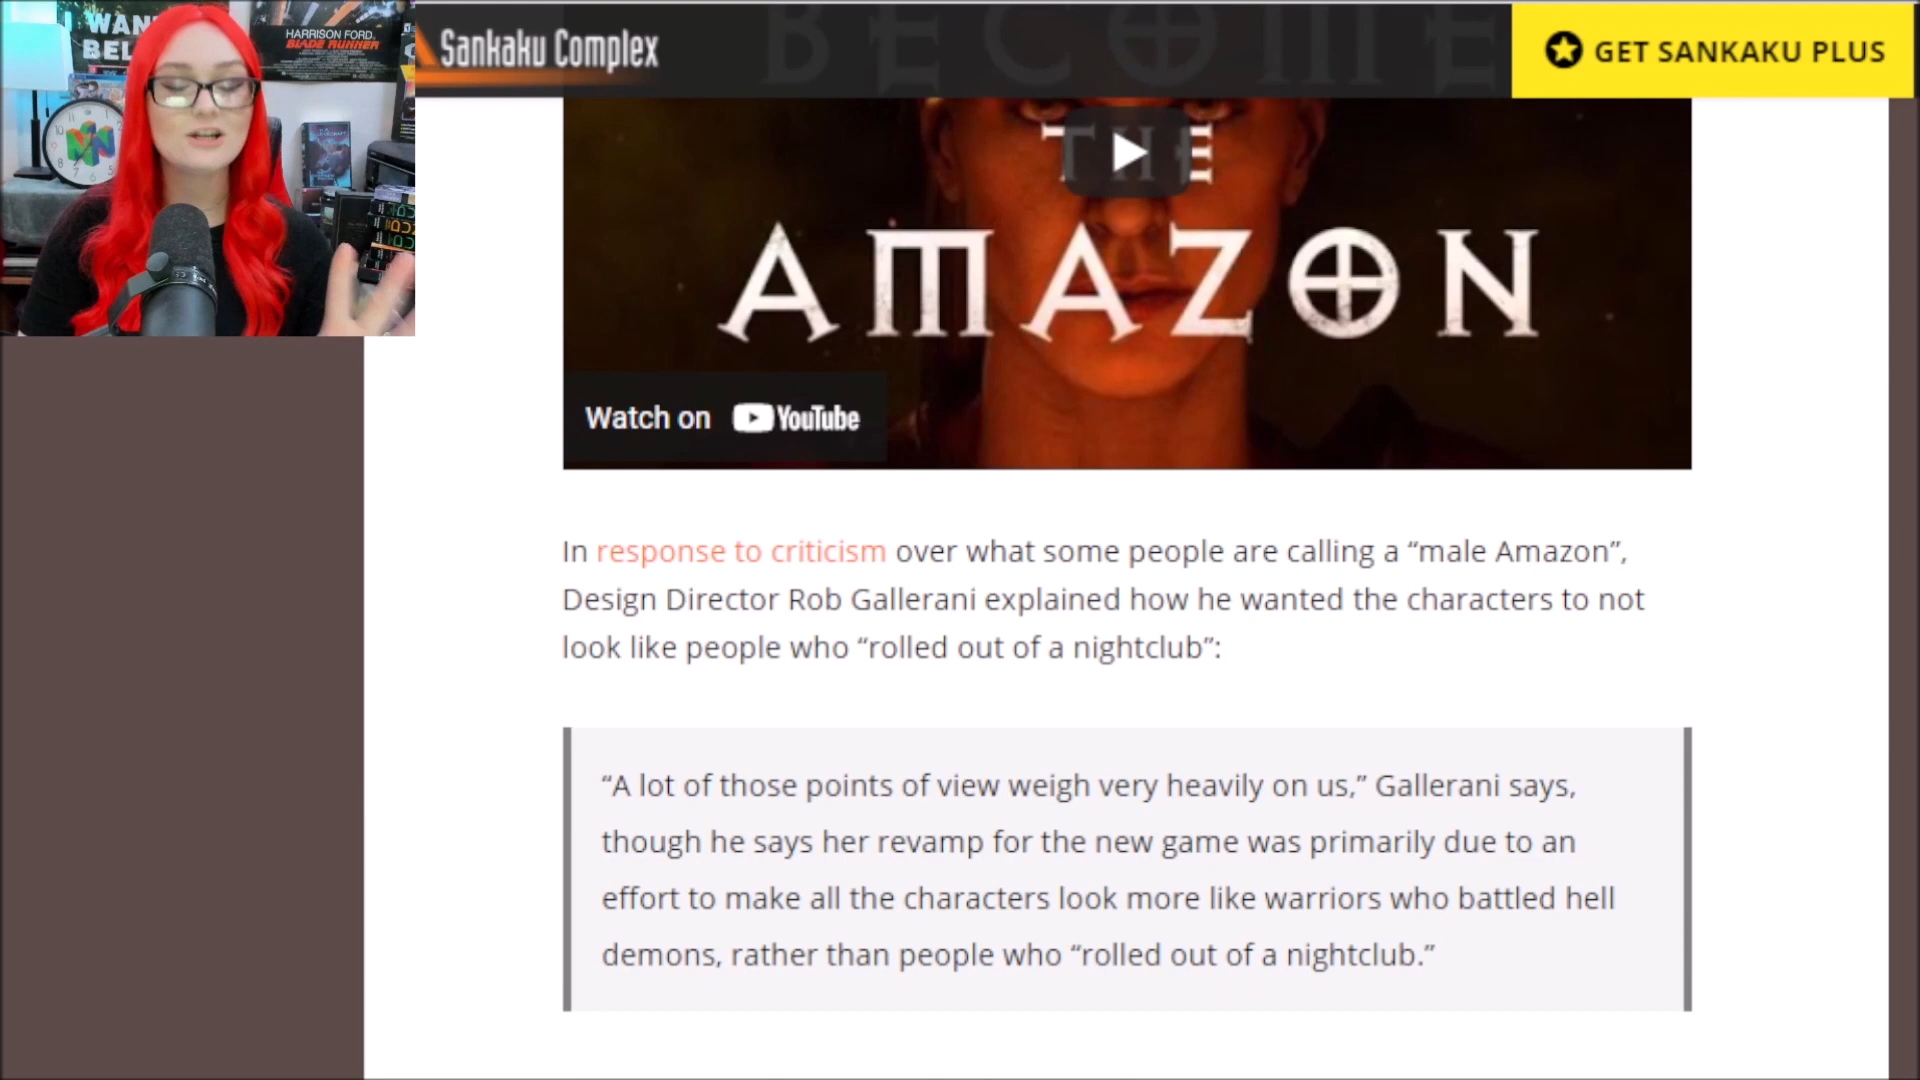 WAN
BEL
HARRISON FORD.
BLADE RUNNER
Sankaku Complex
BECOME
GET SANKAKU PLUS
THE
AMAZON
Watch on YouTube
In response to criticism over what some people are calling a “male Amazon”,
Design Director Rob Gallerani explained how he wanted the characters to not
look like people who “rolled out of a nightclub”:
“A lot of those points of view weigh very heavily on us,” Gallerani says,
though he says her revamp for the new game was primarily due to an
effort to make all the characters look more like warriors who battled hell
demons, rather than people who “rolled out of a nightclub.”